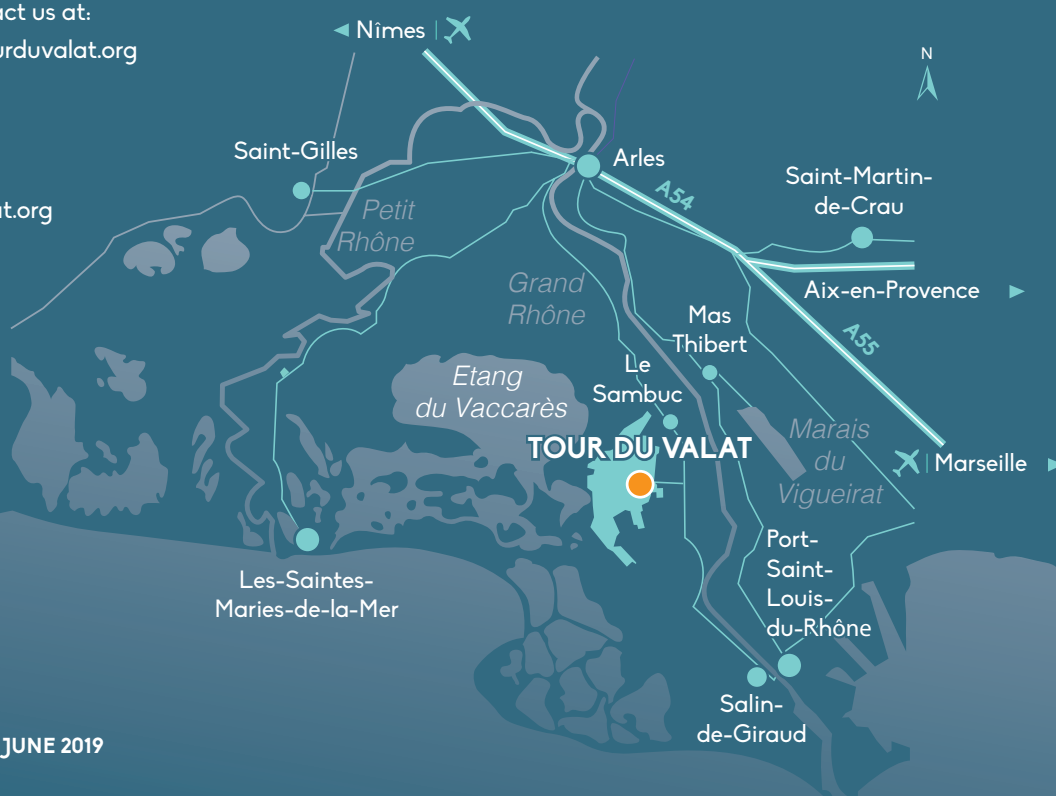 act us at:
urduvalat.org
at.org
JUNE 2019
Nîmes
N
Saint-Gilles
Arles
A54
Saint-Martin-
de-Crau
Petit
Rhône
Grand
Rhône
Aix-en-Provence
A55
Mas
Thibert
Le
Sambuc
Etang
du Vaccarès
TOUR DU VALAT
Marais
du
Vigueirat
Marseille
Port-
Saint-
Louis-
du-Rhône
Les-Saintes-
Maries-de-la-Mer
Salin-
de-Giraud